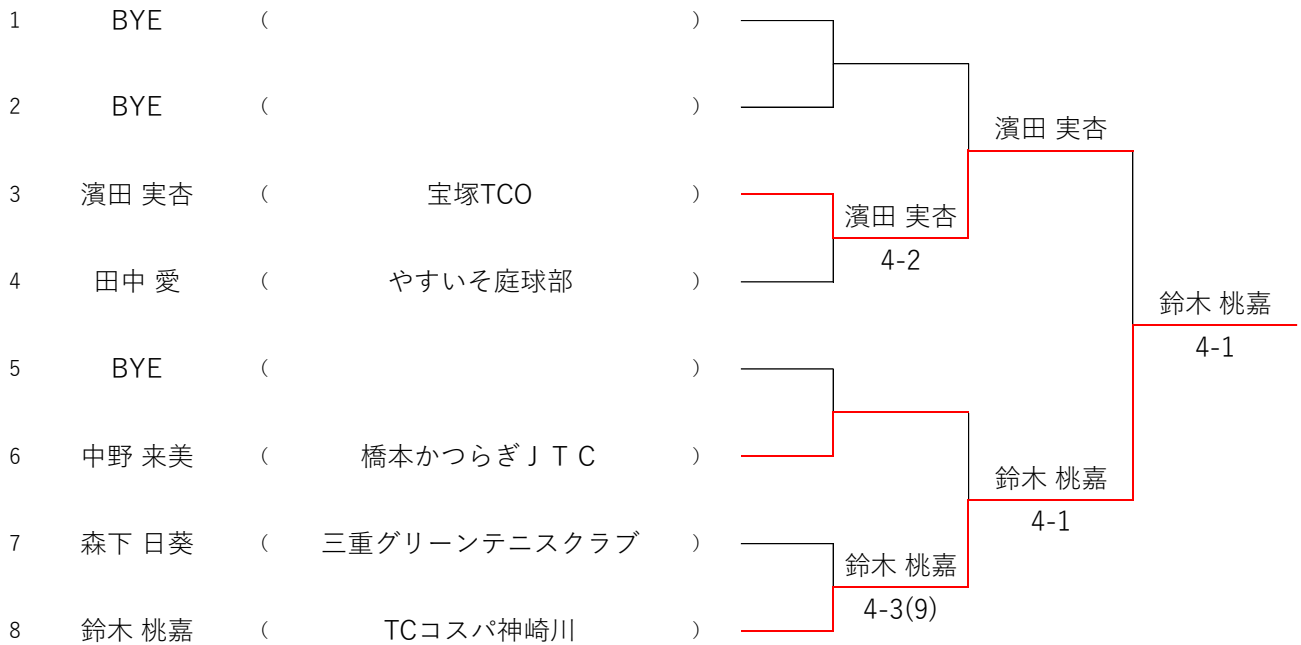 1 BYE ( )
2 BYE ( )
濱田 実杏
3 濱田 実杏 ( 宝塚TCO )
濱田 実杏
4-2
4 田中 愛 ( やすいそ庭球部 )
鈴木 桃嘉
4-1
5 BYE ( )
6 中野 来美 ( 橋本かつらぎJTC )
鈴木 桃嘉
4-1
7 森下 日葵 ( 三重グリーンテニスクラブ )
鈴木 桃嘉
4-3(9)
8 鈴木 桃嘉 ( TCコスパ神崎川 )